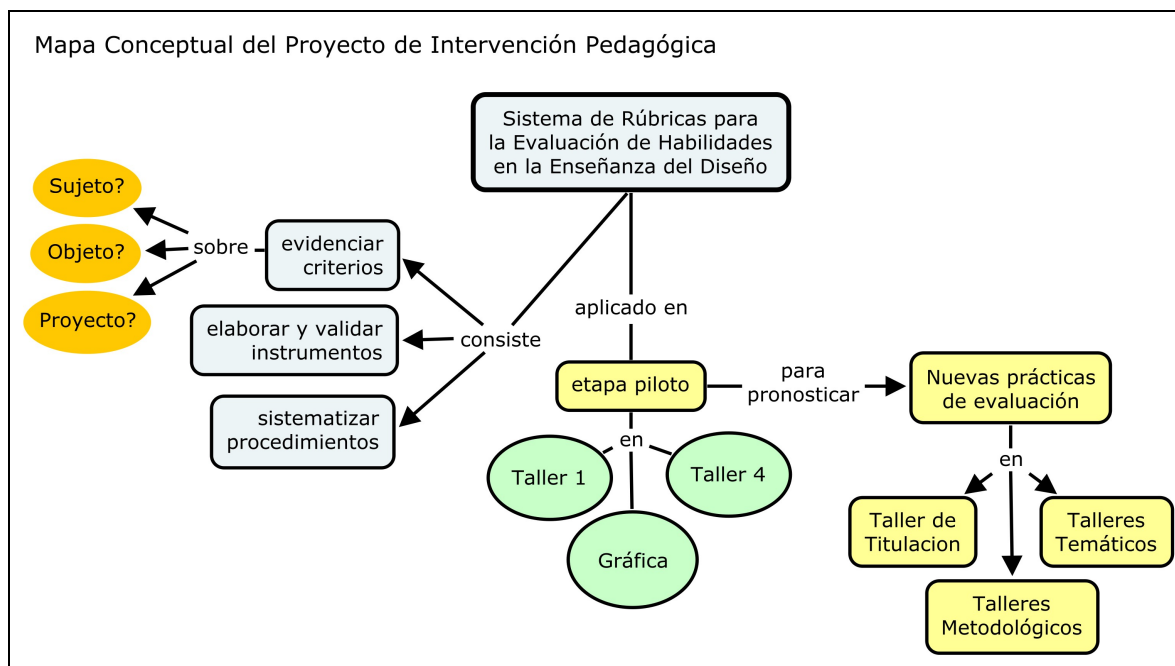 Mapa Conceptual del Proyecto de Intervención Pedagógica
Sistema de Rúbricas para
la Evaluación de Habilidades
en la Enseñanza del Diseño
Sujeto?
Objeto?
Proyecto?
sobre
evidenciar
criterios
elaborar y validar
instrumentos
sistematizar
procedimientos
consiste
aplicado en
etapa piloto
para
pronosticar
Nuevas prácticas
de evaluación
en
Taller 1
Taller 4
Gráfica
en
Taller de
Titulacion
Talleres
Temáticos
Talleres
Metodológicos